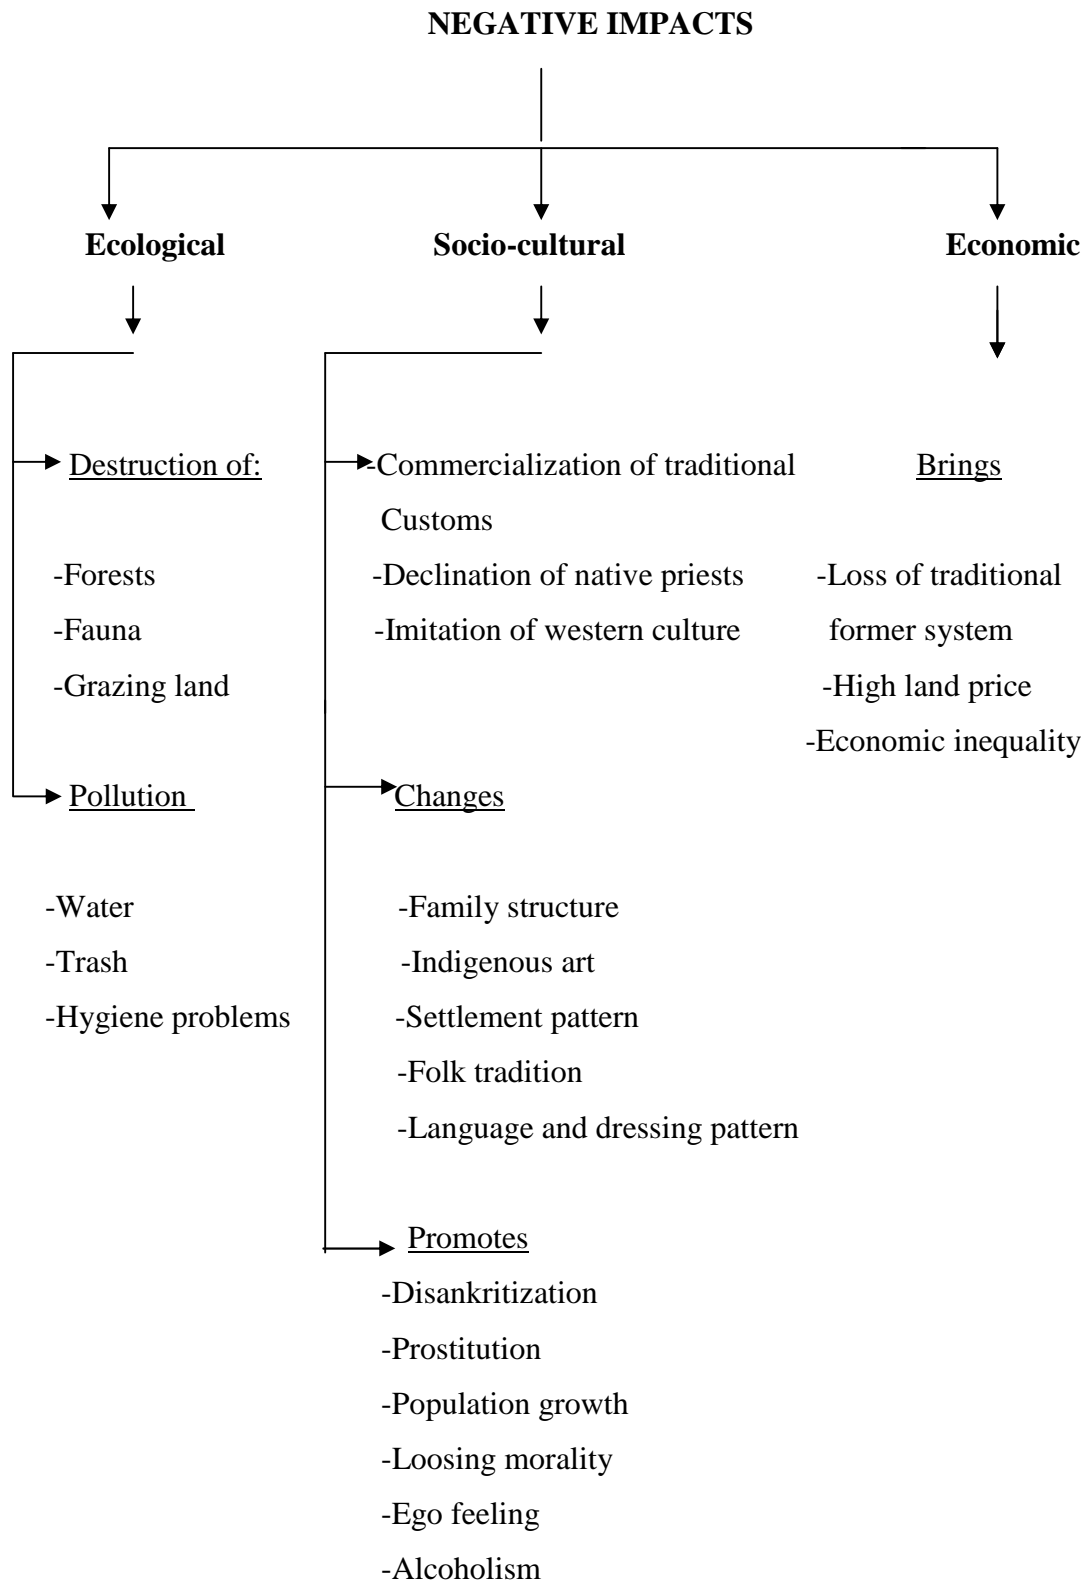 NEGATIVE IMPACTS
Ecological
Socio-cultural
Economic
Destruction of:
-Forests
-Fauna
-Grazing land
Pollution
-Water
-Trash
-Hygiene problems
-Commercialization of traditional
Customs
-Declination of native priests
-Imitation of western culture
Changes
-Family structure
-Indigenous art
-Settlement pattern
-Folk tradition
-Language and dressing pattern
Promotes
-Disankritization
-Prostitution
-Population growth
-Loosing morality
-Ego feeling
-Alcoholism
Brings
-Loss of traditional
former system
-High land price
-Economic inequality